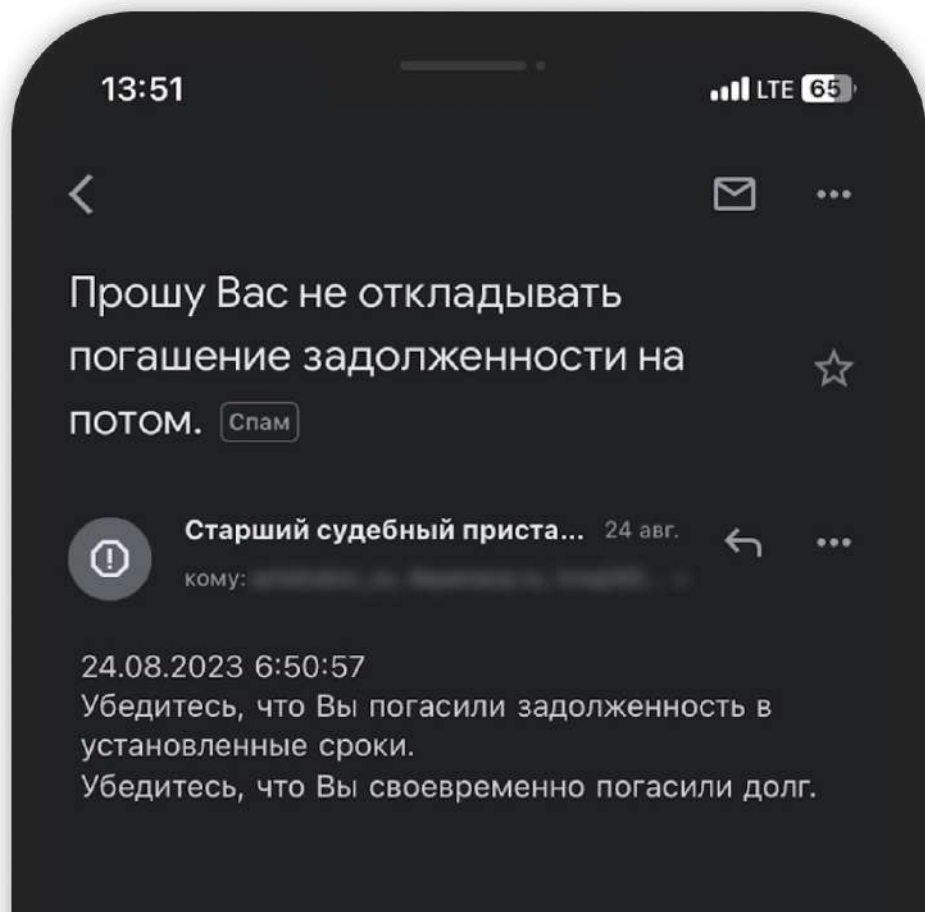 13:51
LTE 65
Прошу Вас не откладывать
погашение задолженности на
потом. Спам
Старший судебный приста... 24 авг.
кому:
24.08.2023 6:50:57
Убедитесь, что Вы погасили задолженность в
установленные сроки.
Убедитесь, что Вы своевременно погасили долг.